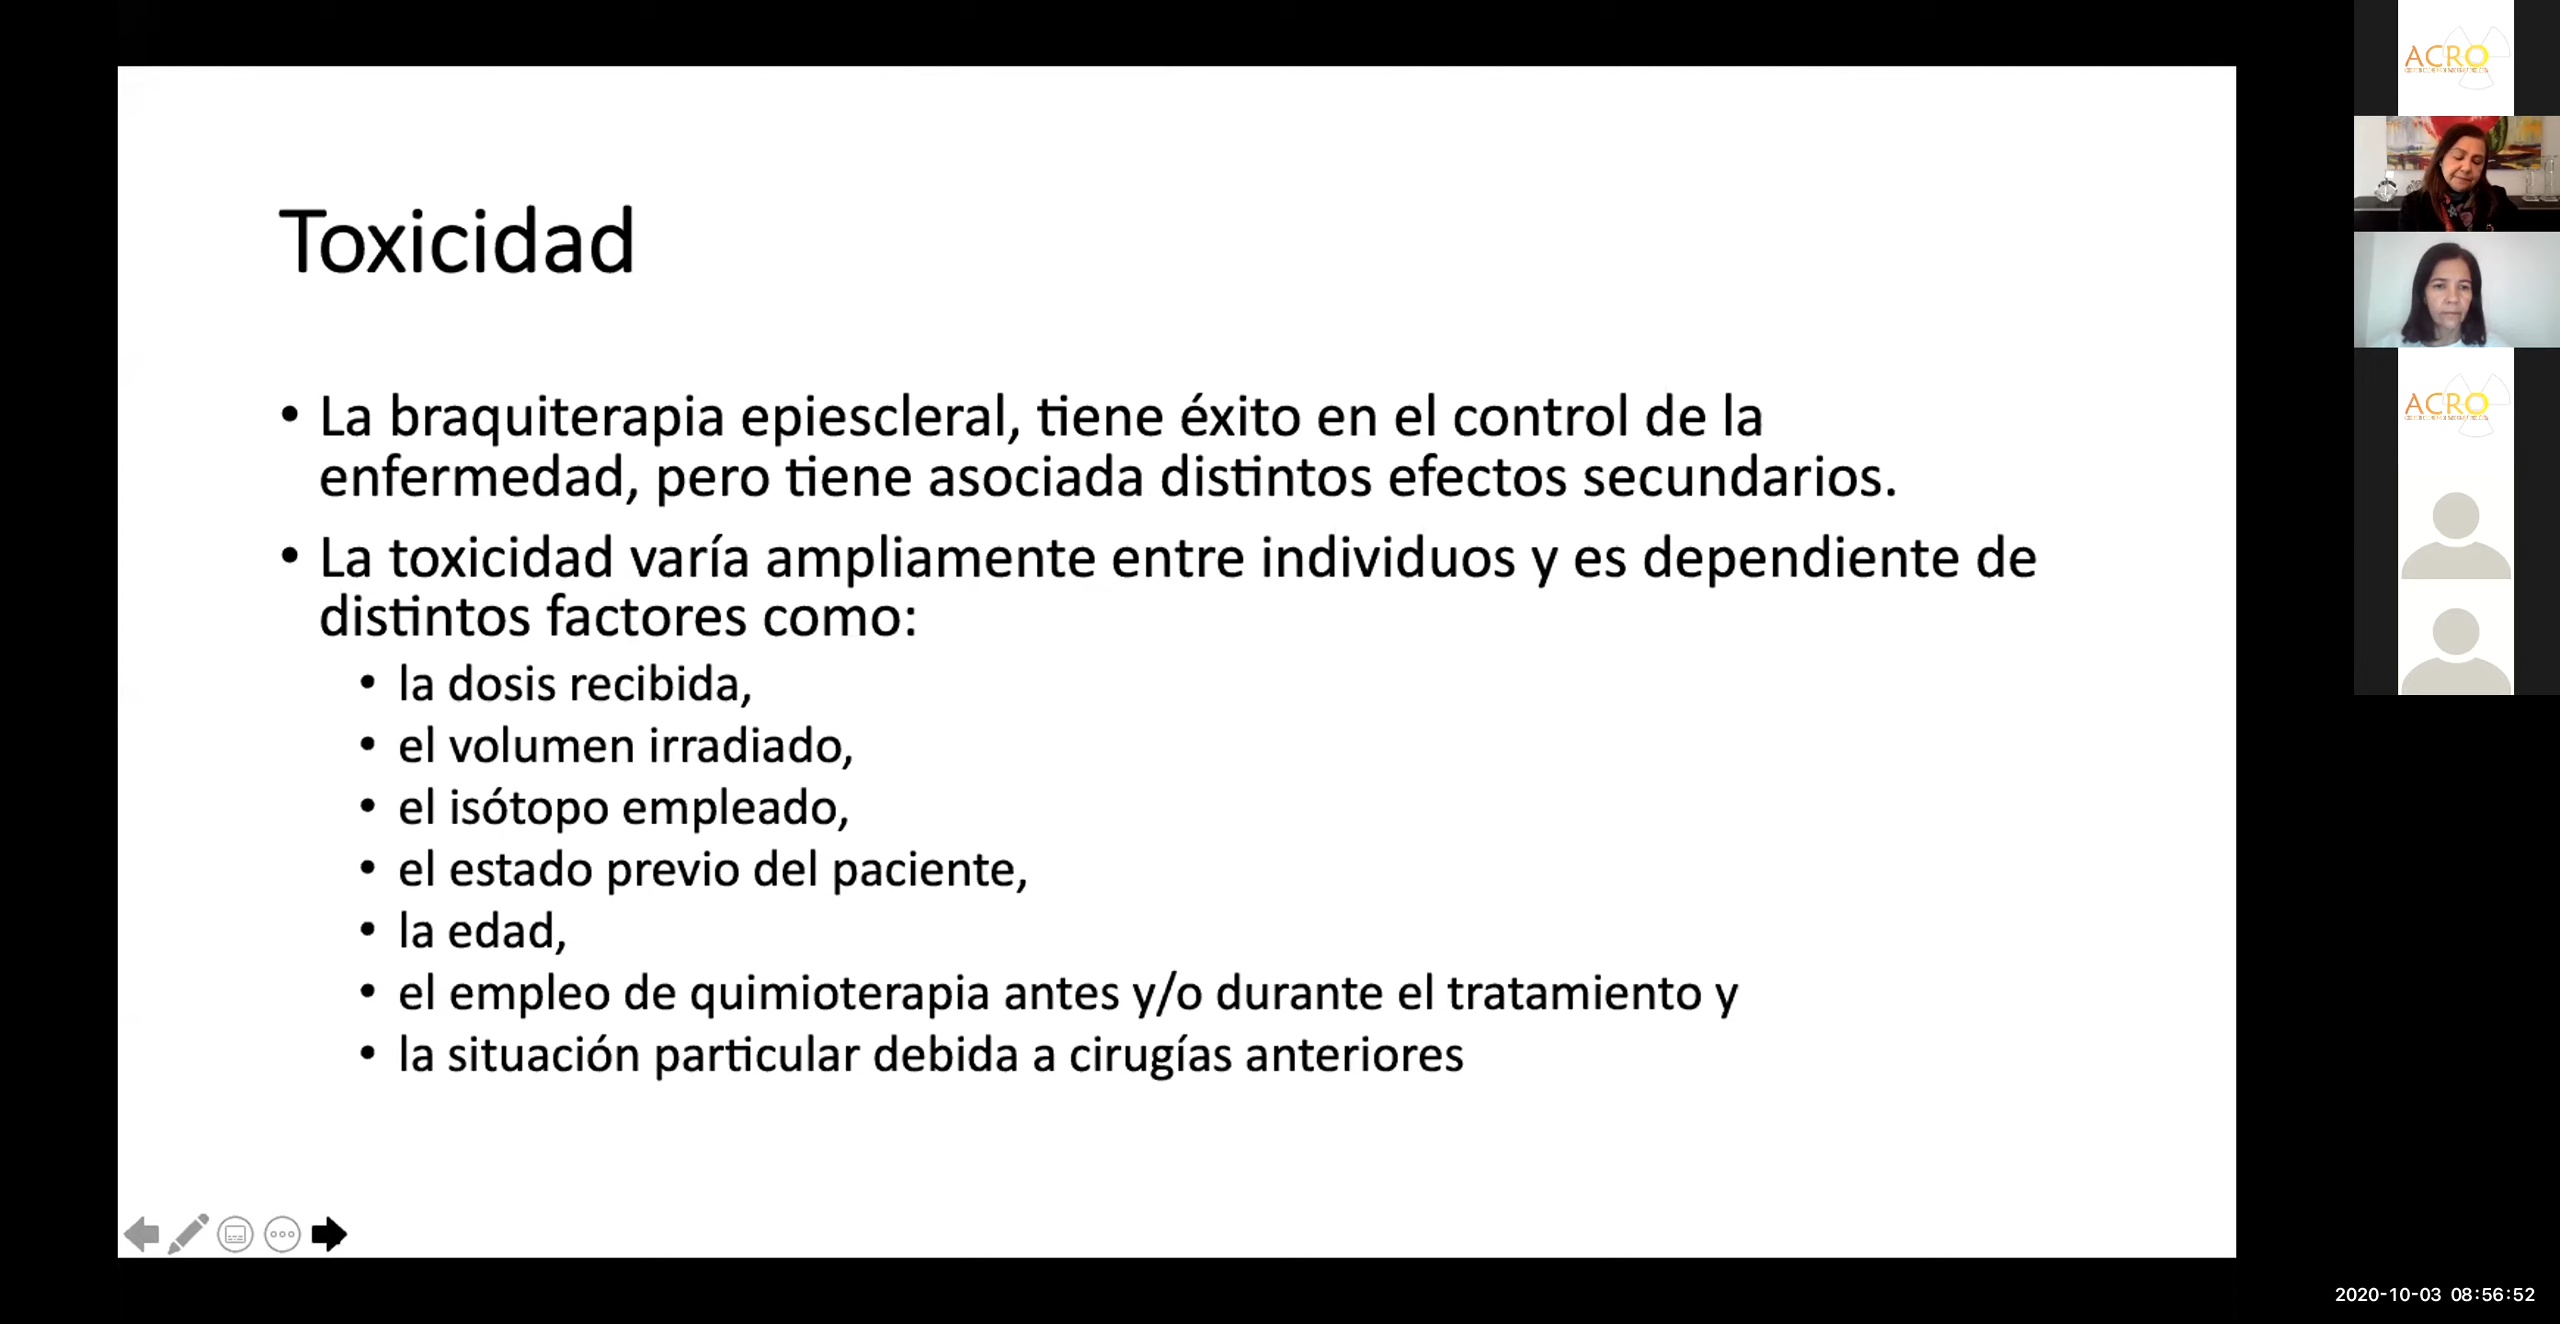 Toxicidad
• La braquiterapia epiescleral, tiene éxito en el control de la
enfermedad, pero tiene asociada distintos efectos secundarios.
• La toxicidad varía ampliamente entre individuos y es dependiente de
distintos factores como:
• la dosis recibida,
• el volumen irradiado,
• el isótopo empleado,
• el estado previo del paciente,
• la edad,
• el empleo de quimioterapia antes y/o durante el tratamiento y
• la situación particular debida a cirugías anteriores
ACRO
ACRO
2020-10-03 08:56:52